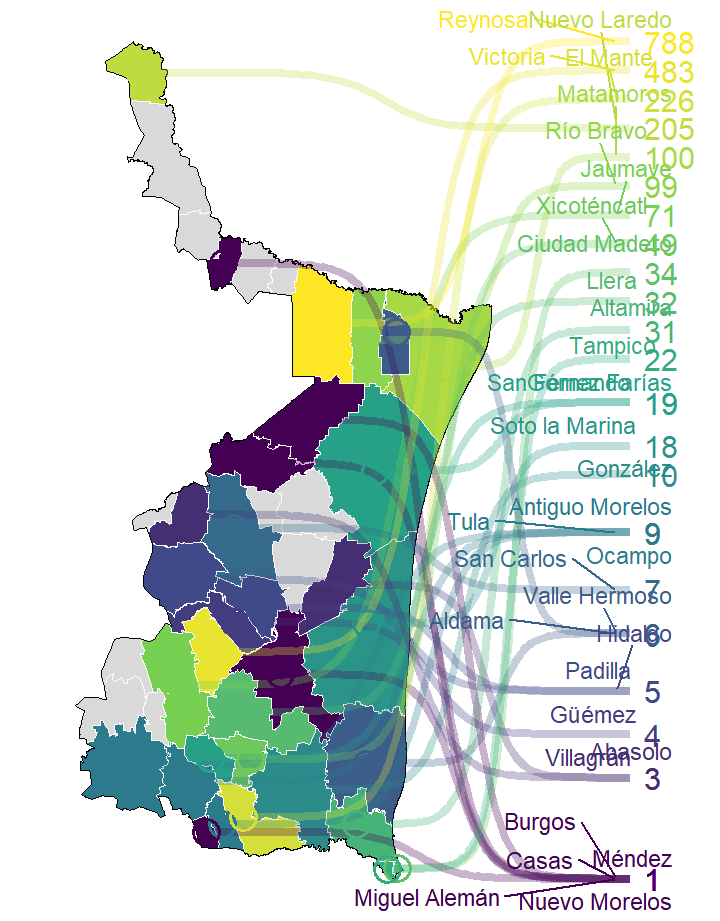 Reynosa Nuevo Laredo
788
Victoria El Mante
483
Matamoros
226
205
Río Bravo
100
Jaumave
99
Xicoténcatl
71
Ciudad Madero
49
34
Llera
32
Altamira
31
Tampico
22
San Fernando Gómez Farías
19
Soto la Marina
18
González
10
Antiguo Morelos
Tula
9
San Carlos
Ocampo
7
Valle Hermoso
Aldama
Hidalgo
6
Padilla
5
Güémez
4
Abasolo
Villagrán
3
Burgos
Casas
Méndez
1
Miguel Alemán
Nuevo Morelos